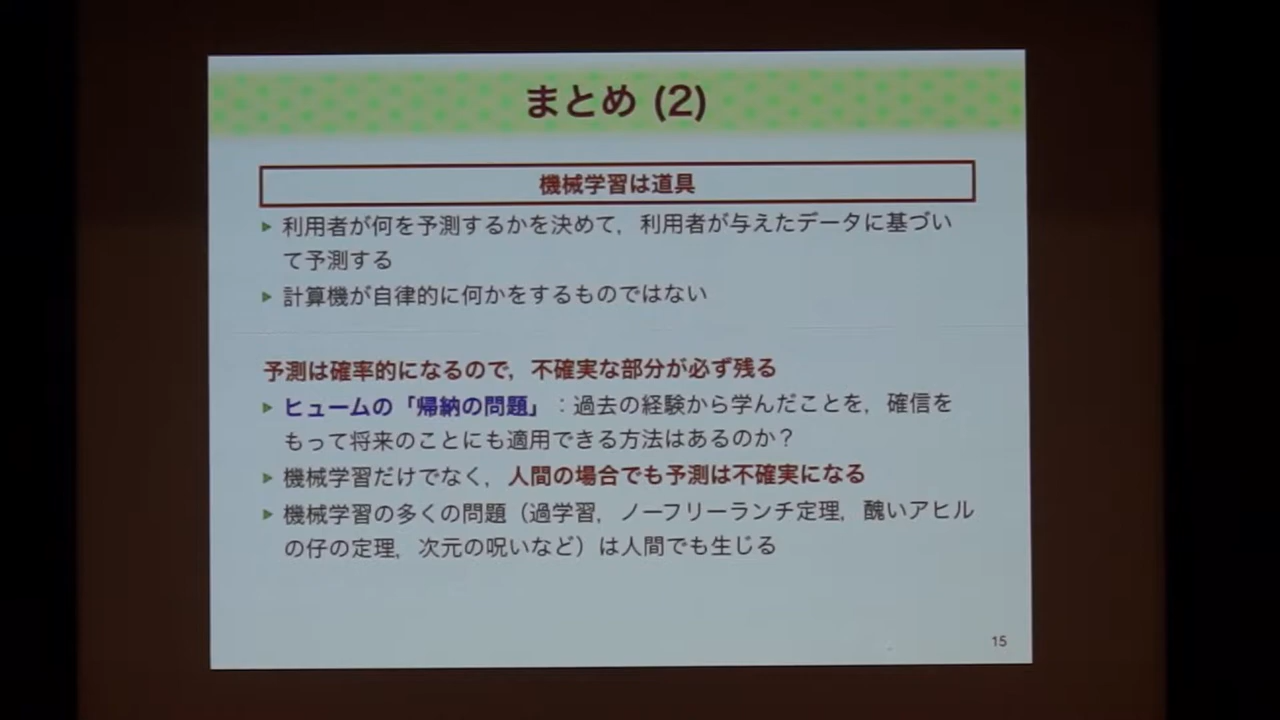 まとめ (2)
機械学習は道具
利用者が何を予測するかを決めて，利用者が与えたデータに基づい
て予測する
計算機が自律的に何かをするものではない
予測は確率的になるので，不確実な部分が必ず残る
ヒュームの「帰納の問題」：過去の経験から学んだことを，確信を
もって将来のことにも適用できる方法はあるのか？
機械学習だけでなく，人間の場合でも予測は不確実になる
機械学習の多くの問題（過学習，ノーフリーランチ定理，醜いアヒル
の仔の定理，次元の呪いなど）は人間でも生じる
15